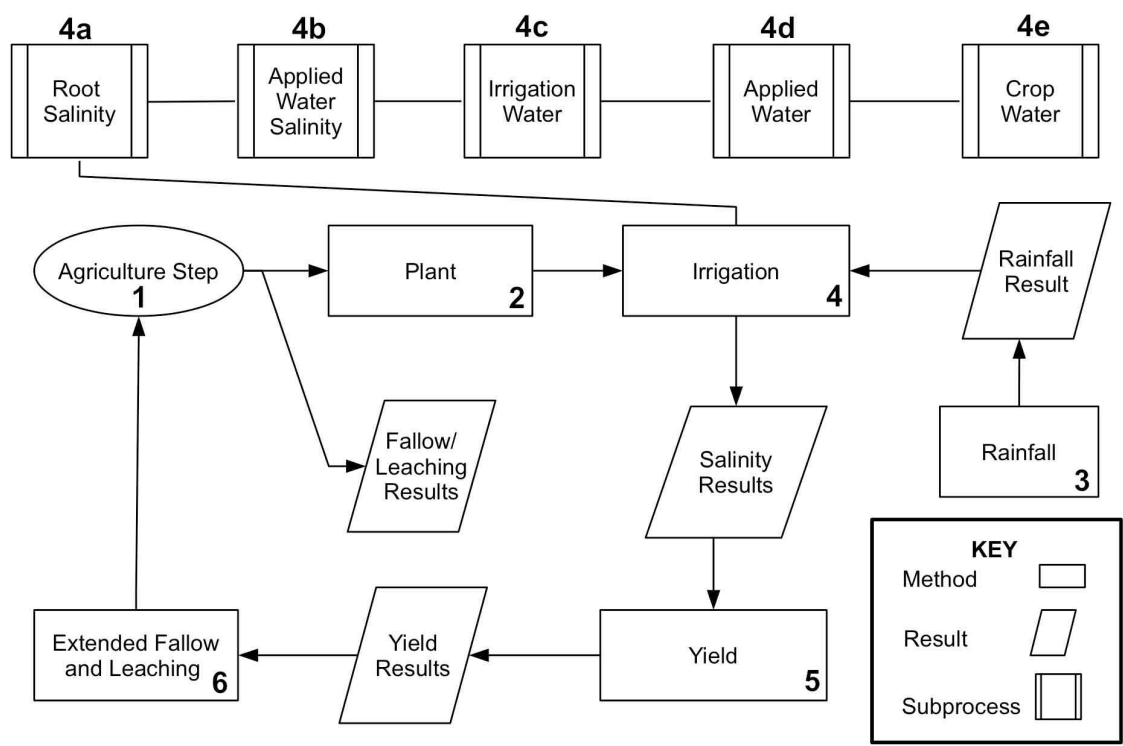 4a
4b
4c
4d
4e
Root
Salinity
Applied
Water
Salinity
Irrigation
Water
Applied
Water
Crop
Water
Agriculture Step
1
Plant
2
Irrigation
4
Rainfall
Result
Fallow/
Leaching
Results
Salinity
Results
Rainfall
3
Extended Fallow
and Leaching
6
Yield
Results
Yield
5
KEY
Method
Result
Subprocess